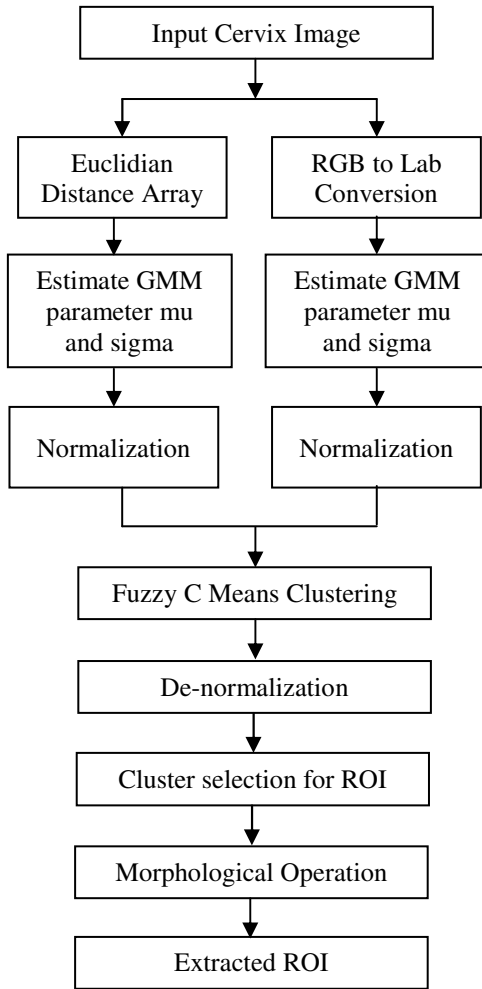 Input Cervix Image
Euclidian
Distance Array
RGB to Lab
Conversion
Estimate GMM
parameter mu
and sigma
Estimate GMM
parameter mu
and sigma
Normalization
Normalization
Fuzzy C Means Clustering
De-normalization
Cluster selection for ROI
Morphological Operation
Extracted ROI